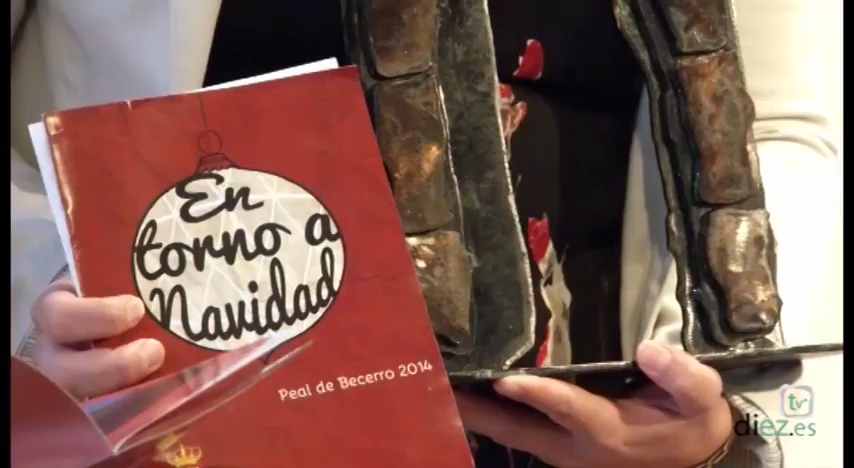 En
torno a
Navidad
Peal de Becerro 2014
tv
diez.es